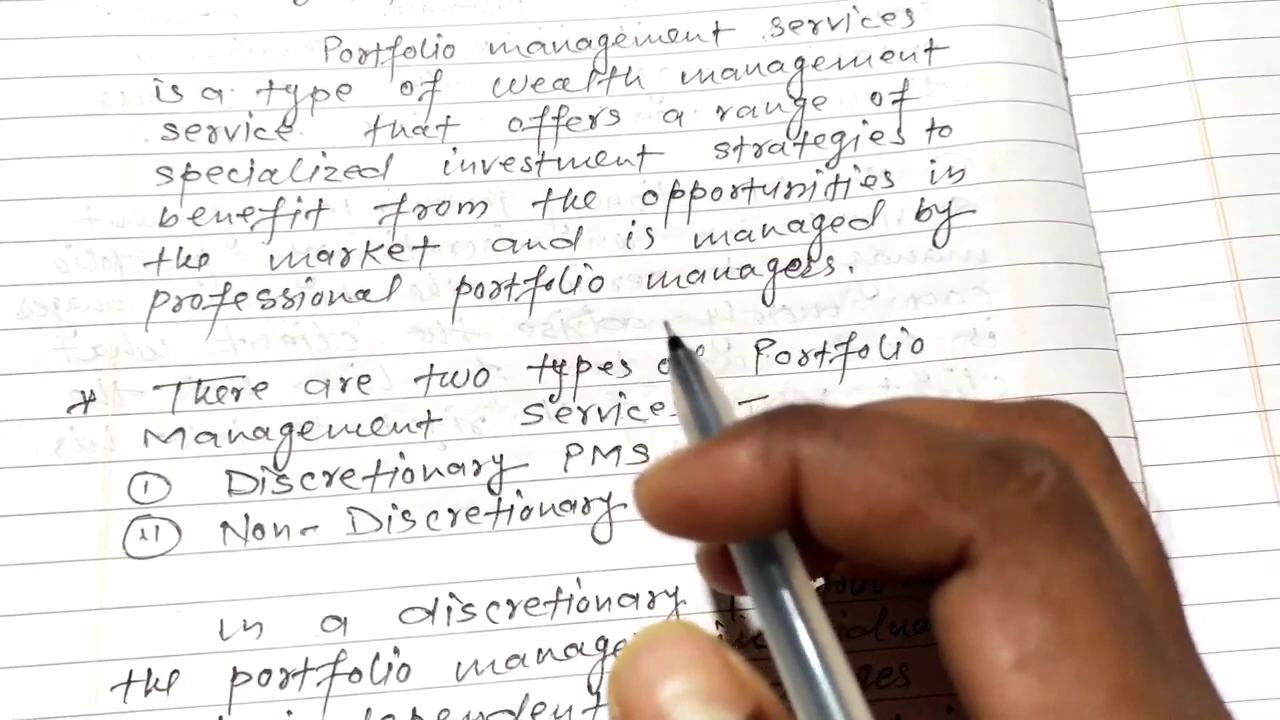 Portfolio management services
is a type of wealth management
service that offers a range of
specialized investment strategies to
benefit from the opportunities in
the market and is managed by
professional portfolio managers.
* There are two types of Portfolio
Management Service
(I) Discretionary PMS
(II) Non-Discretionary
In a discretionary
the portfolio manage